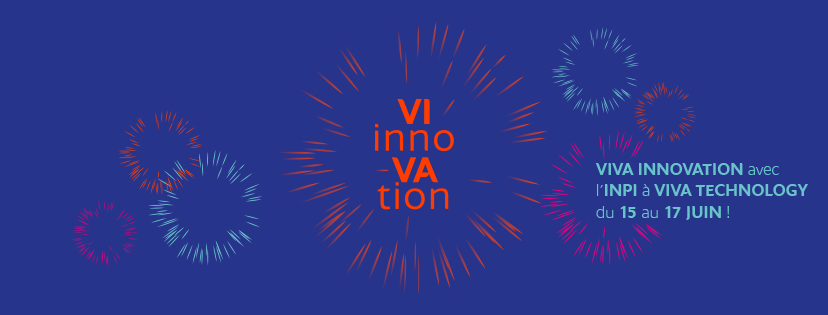 VI
inno
VA
tion
VIVA INNOVATION avec
l'INPI à VIVA TECHNOLOGY
du 15 au 17 JUIN !